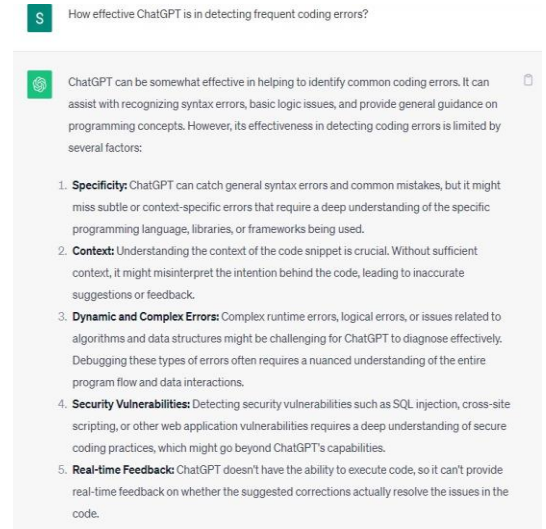 S
How effective ChatGPT is in detecting frequent coding errors?
ChatGPT can be somewhat effective in helping to identify common coding errors. It can
assist with recognizing syntax errors, basic logic issues, and provide general guidance on
programming concepts. However, its effectiveness in detecting coding errors is limited by
several factors:
1. Specificity: ChatGPT can catch general syntax errors and common mistakes, but it might
miss subtle or context-specific errors that require a deep understanding of the specific
programming language, libraries, or frameworks being used.
2. Context: Understanding the context of the code snippet is crucial. Without sufficient
context, it might misinterpret the intention behind the code, leading to inaccurate
suggestions or feedback.
3. Dynamic and Complex Errors: Complex runtime errors, logical errors, or issues related to
algorithms and data structures might be challenging for ChatGPT to diagnose effectively.
Debugging these types of errors often requires a nuanced understanding of the entire
program flow and data interactions.
4. Security Vulnerabilities: Detecting security vulnerabilities such as SQL injection, cross-site
scripting, or other web application vulnerabilities requires a deep understanding of secure
coding practices, which might go beyond ChatGPT's capabilities.
5. Real-time Feedback: ChatGPT doesn't have the ability to execute code, so it can't provide
real-time feedback on whether the suggested corrections actually resolve the issues in the
code.